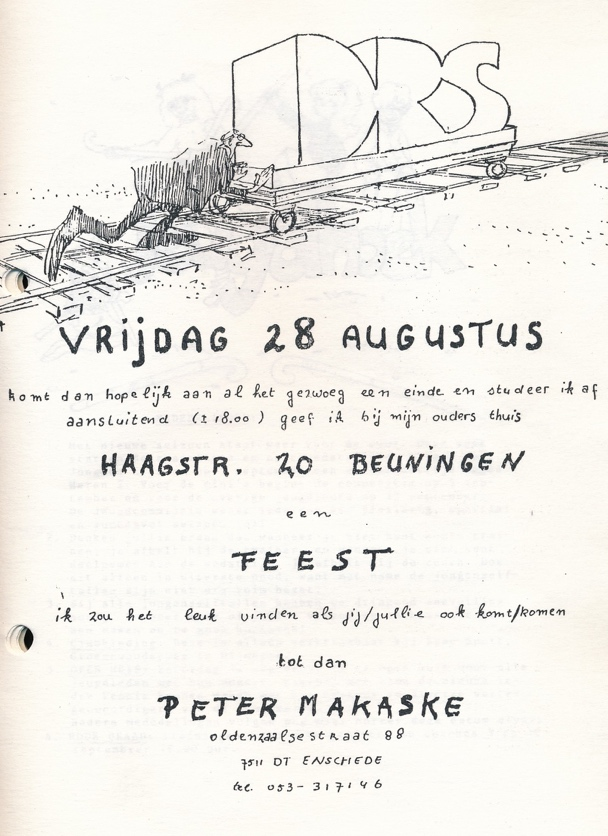 DRS
VRIJDAG 28 AUGUSTUS
komt dan hopelijk aan al het gezwoeg een einde en studeer ik af
aansluitend (± 18.00) geef ik bij mijn ouders thuis
HAAGSTR. 20 BEUNINGEN
een
FEEST
ik zou het leuk vinden als jij/jullie ook komt/komen
tot dan
PETER MAKASKE
oldenzaalsestraat 88
7511 DT ENSCHEDE
tel. 053-317146